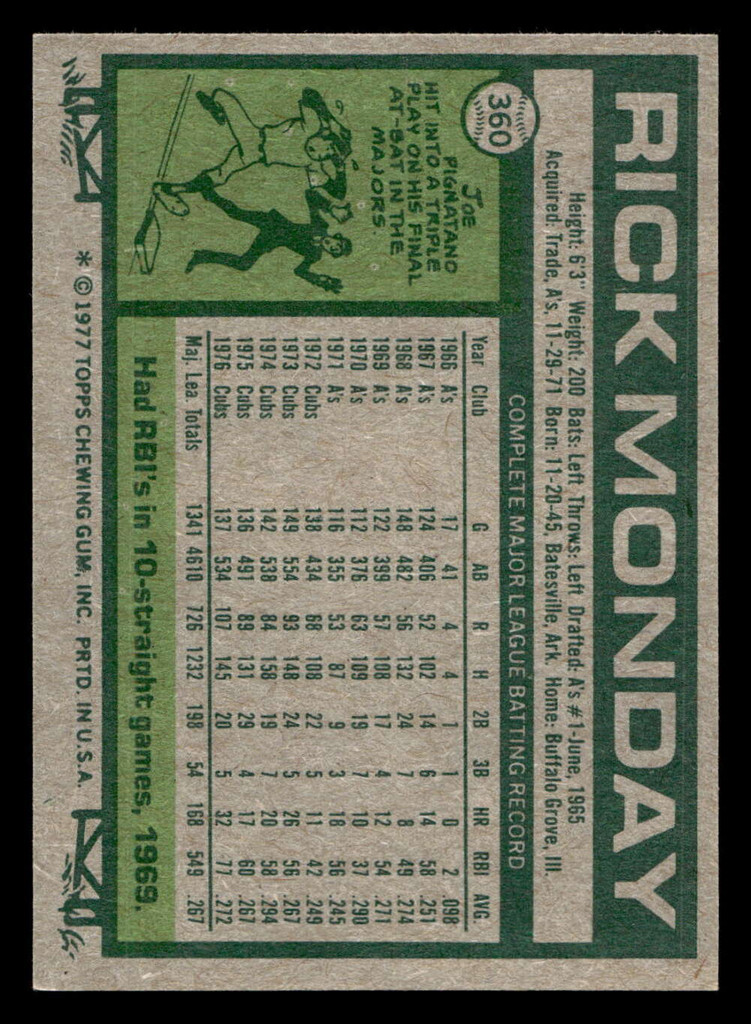 RICK MONDAY
360
Height: 6'3" Weight: 200 Bats: Left Throws: Left Drafted: A's #1-June, 1965
Acquired: Trade, A's, 11-29-71 Born: 11-20-45, Batesville, Ark. Home: Buffalo Grove, Ill.
JOE
PIGNATANO
HIT INTO A TRIPLE
PLAY ON HIS FINAL
AT-BAT IN THE
MAJORS.
COMPLETE MAJOR LEAGUE BATTING RECORD
Year Club G AB R H 2B 3B HR RBI AVG.
1966 A's 17 41 4 4 1 1 0 2 .098
1967 A's 124 406 52 102 14 6 14 58 .251
1968 A's 148 482 56 132 24 7 8 49 .274
1969 A's 122 399 57 108 17 4 12 54 .271
1970 A's 112 376 63 109 19 7 10 37 .290
1971 A's 116 355 53 87 9 3 18 56 .245
1972 Cubs 138 434 68 108 22 5 11 42 .249
1973 Cubs 149 554 93 148 24 5 26 56 .267
1974 Cubs 142 538 84 158 19 7 20 58 .294
1975 Cubs 136 491 89 131 29 4 17 60 .267
1976 Cubs 137 534 107 145 20 5 32 77 .272
Maj. Lea. Totals 1341 4610 726 1232 198 54 168 549 .267
Had RBI's in 10-straight games, 1969.
* © 1977 TOPPS CHEWING GUM, INC. PRTD. IN U.S.A.